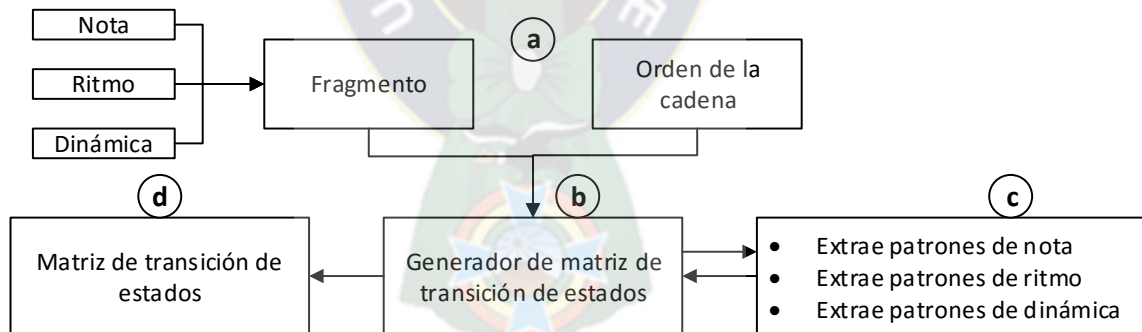 Nota
Ritmo
Dinámica
Fragmento
a
Orden de la
cadena
d
Matriz de transición de
estados
b
Generador de matriz de
transición de estados
c
• Extrae patrones de nota
• Extrae patrones de ritmo
• Extrae patrones de dinámica
U
E